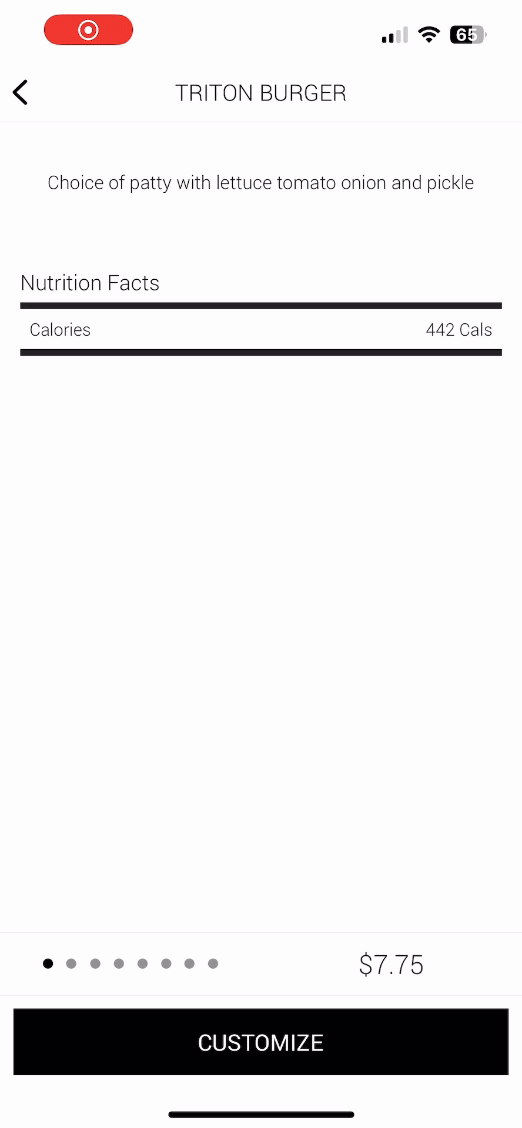 65
TRITON BURGER
Choice of patty with lettuce tomato onion and pickle
Nutrition Facts
Calories 442 Cals
$7.75
CUSTOMIZE